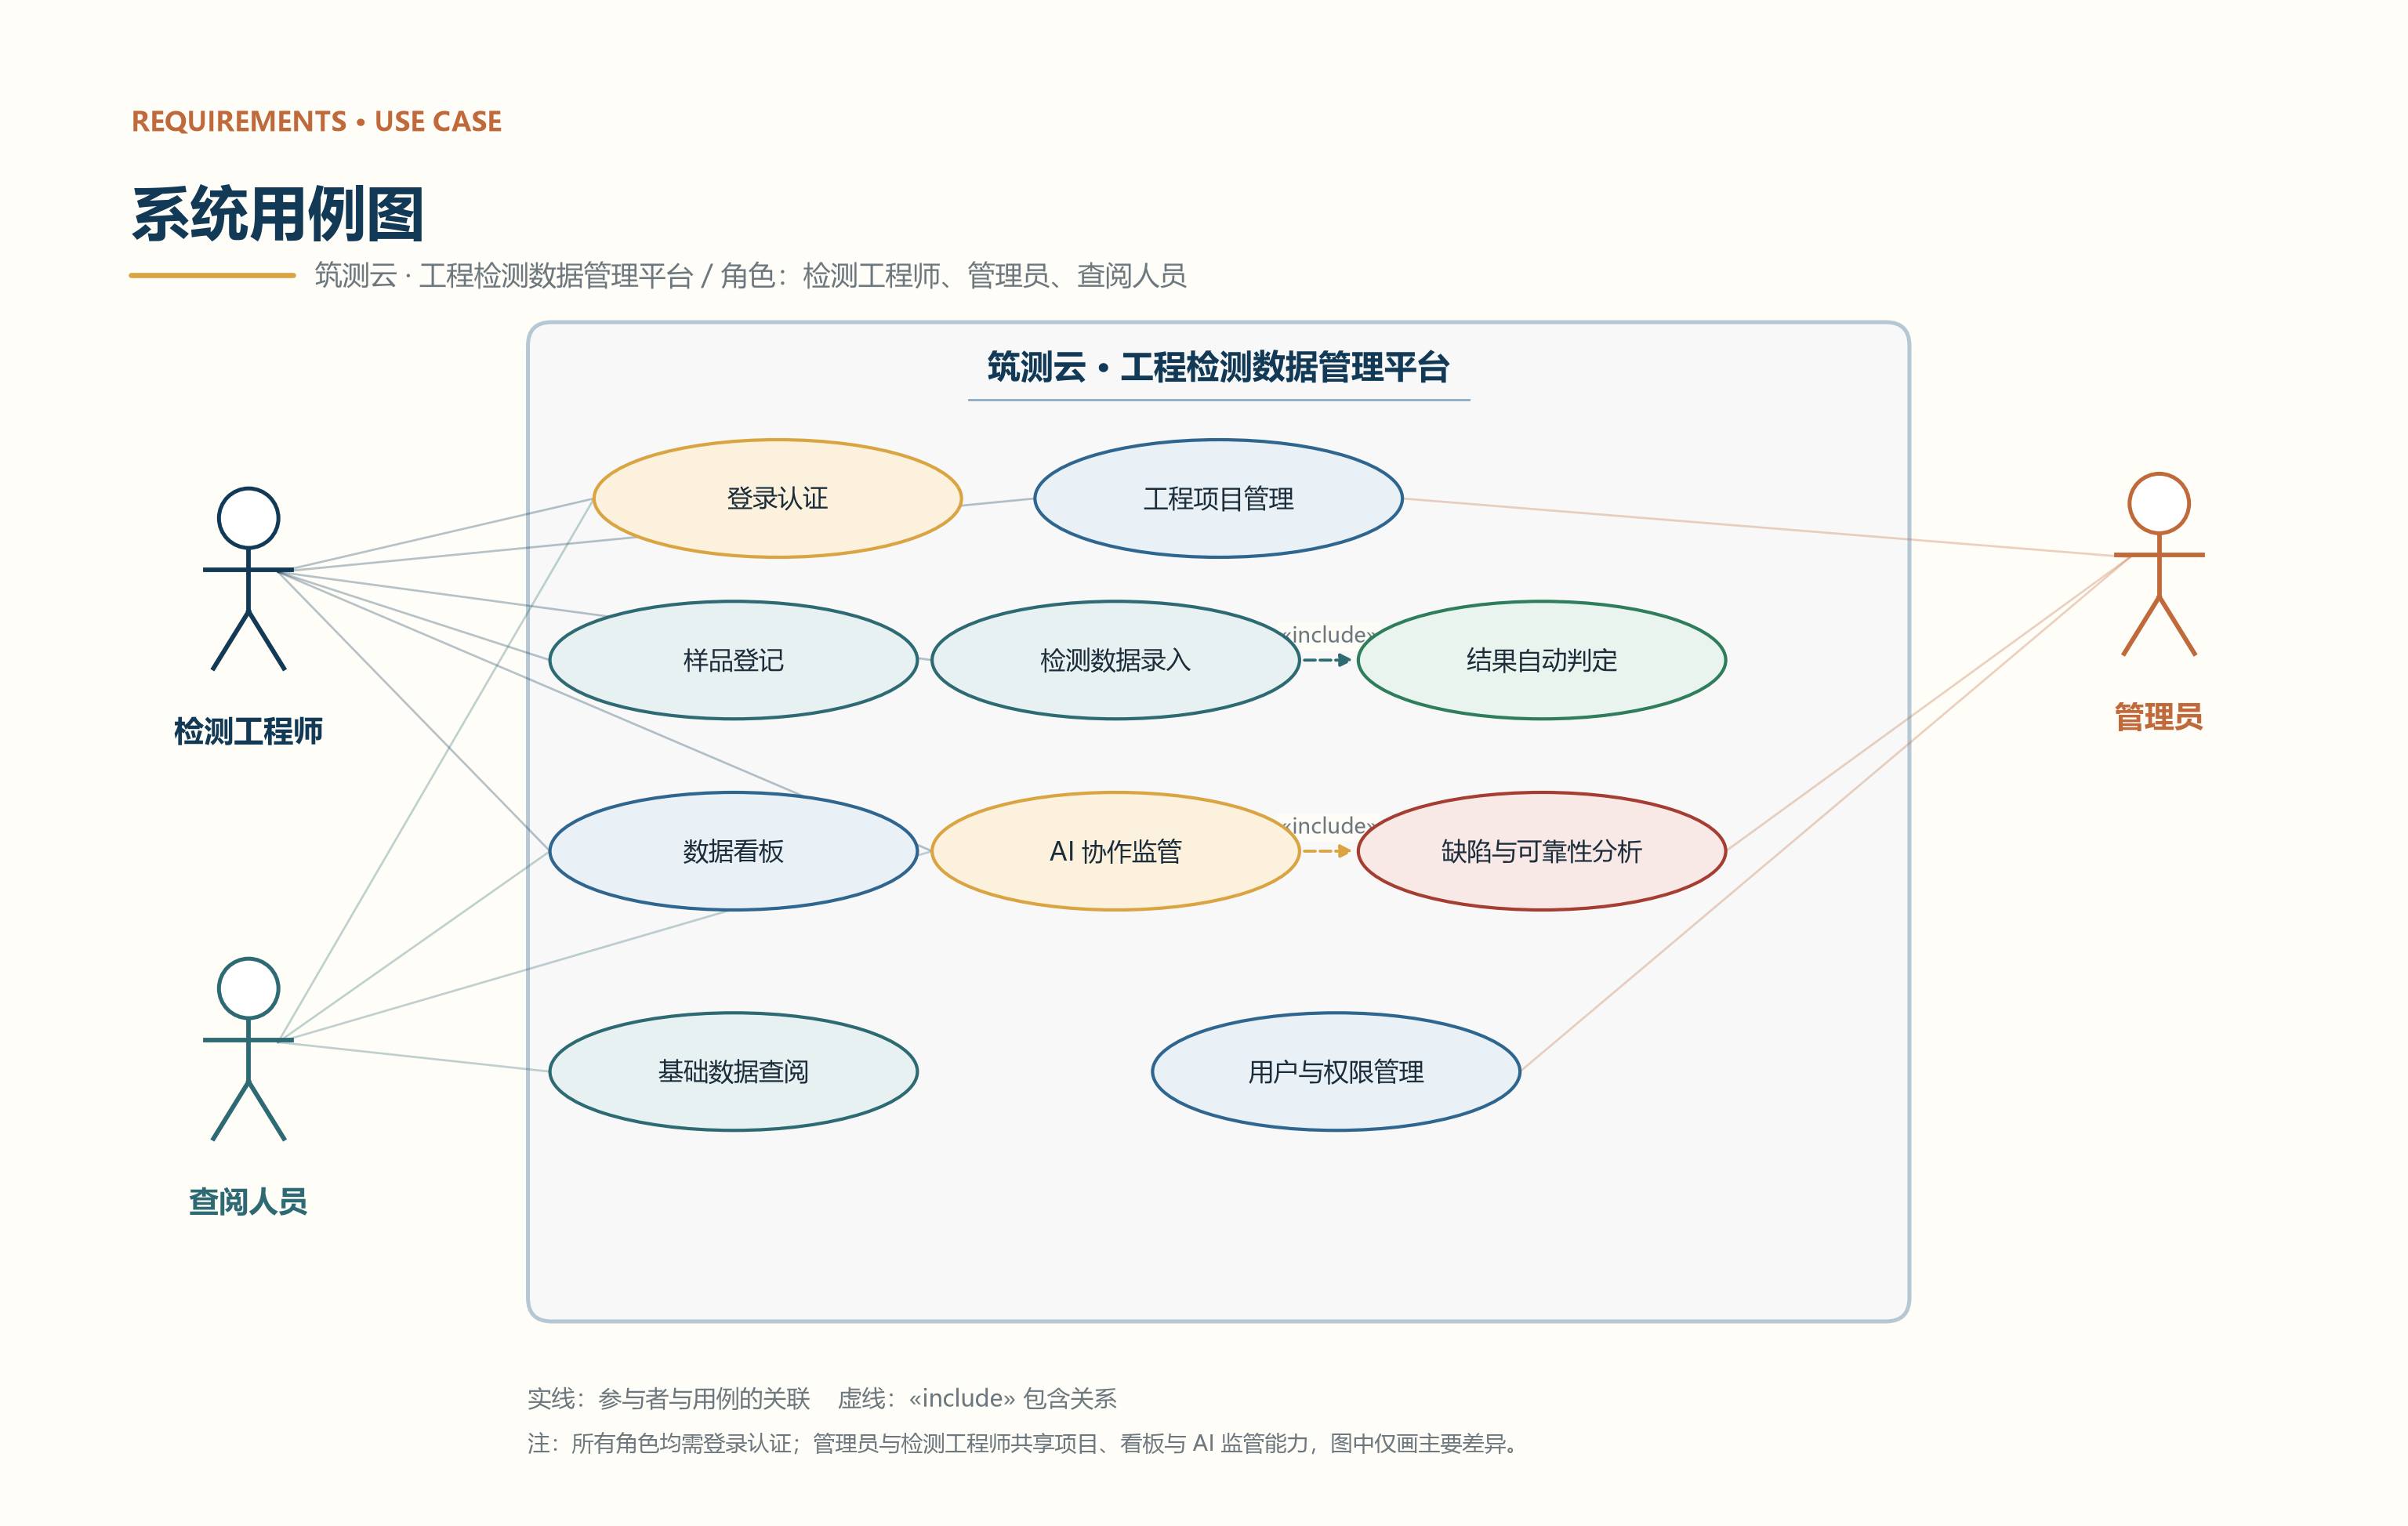 REQUIREMENTS • USE CASE
系统用例图
筑测云 · 工程检测数据管理平台 / 角色：检测工程师、管理员、查阅人员
筑测云 • 工程检测数据管理平台
登录认证
工程项目管理
样品登记
检测数据录入
«include»
结果自动判定
检测工程师
管理员
数据看板
AI 协作监管
«include»
缺陷与可靠性分析
基础数据查阅
用户与权限管理
查阅人员
实线：参与者与用例的关联 虚线：«include» 包含关系
注：所有角色均需登录认证；管理员与检测工程师共享项目、看板与 AI 监管能力，图中仅画主要差异。